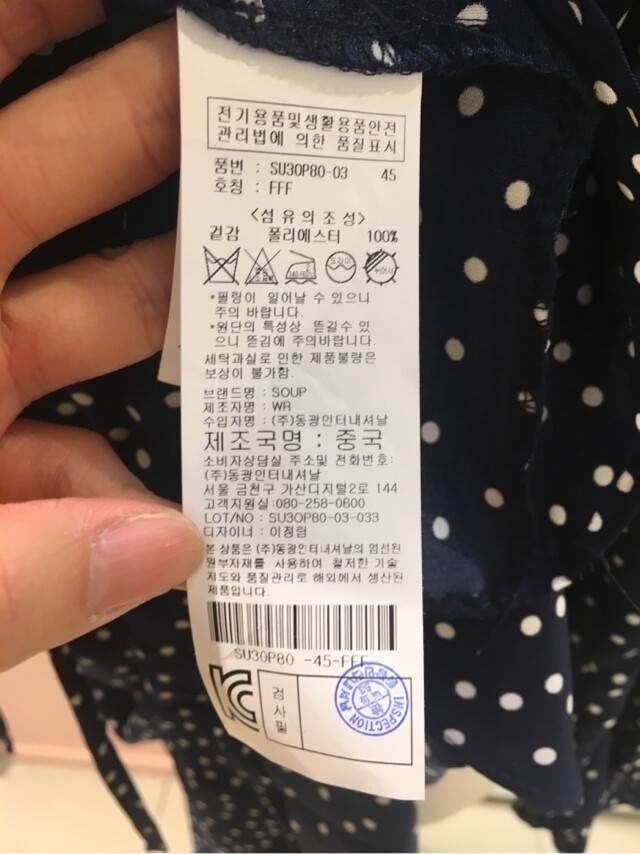 전기용품및생활용품안전
관리법에 의한 품질표시
품번 : SU3OP80-03 45
호칭 : FFF
<섬유의조성>
겉감 폴리에스터 100%
*필링이 일어날 수 있으니
주의 바랍니다.
*원단의 특성상 뜯길수 있
으니 뜯김에 주의바랍니다.
세탁과실로 인한 제품불량은
보상이 불가함.
브랜드명 : SOUP
제조자명 : WR
수입자명 : (주)동광인터내셔날
제조국명 : 중국
소비자상담실 주소및 전화번호:
(주)동광인터내셔날
서울 금천구 가산디지털2로 144
고객지원실:080-258-0600
LOT/NO : SU3OP80-03-033
디자이너 : 이정림
본 상품은 (주)동광인터내셔날의 엄선된
원부자재를 사용하여 철저한 기술
지도와 품질관리로 해외에서 생산된
제품입니다.
SU3OP80 -45-FFF
검사필
INSPECTION